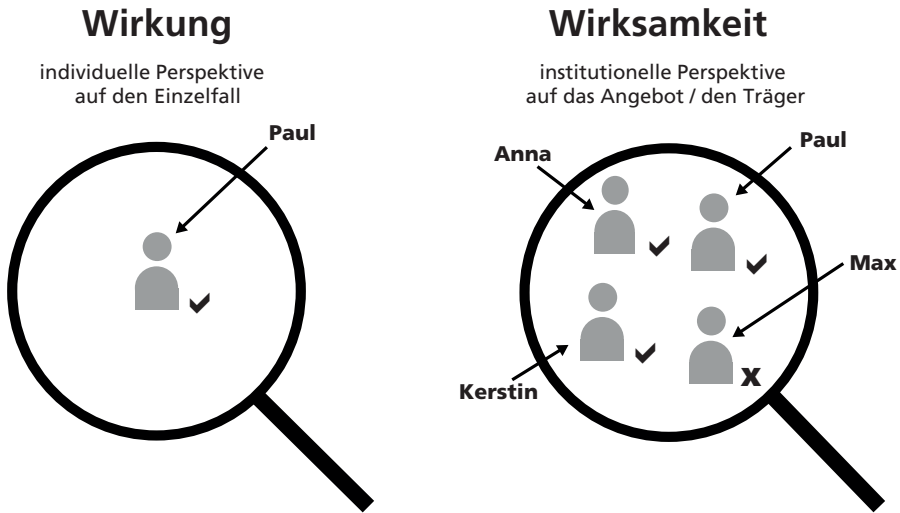 Wirkung
individuelle Perspektive
auf den Einzelfall
Paul
Wirksamkeit
institutionelle Perspektive
auf das Angebot / den Träger
Anna
Paul
Max
Kerstin
x